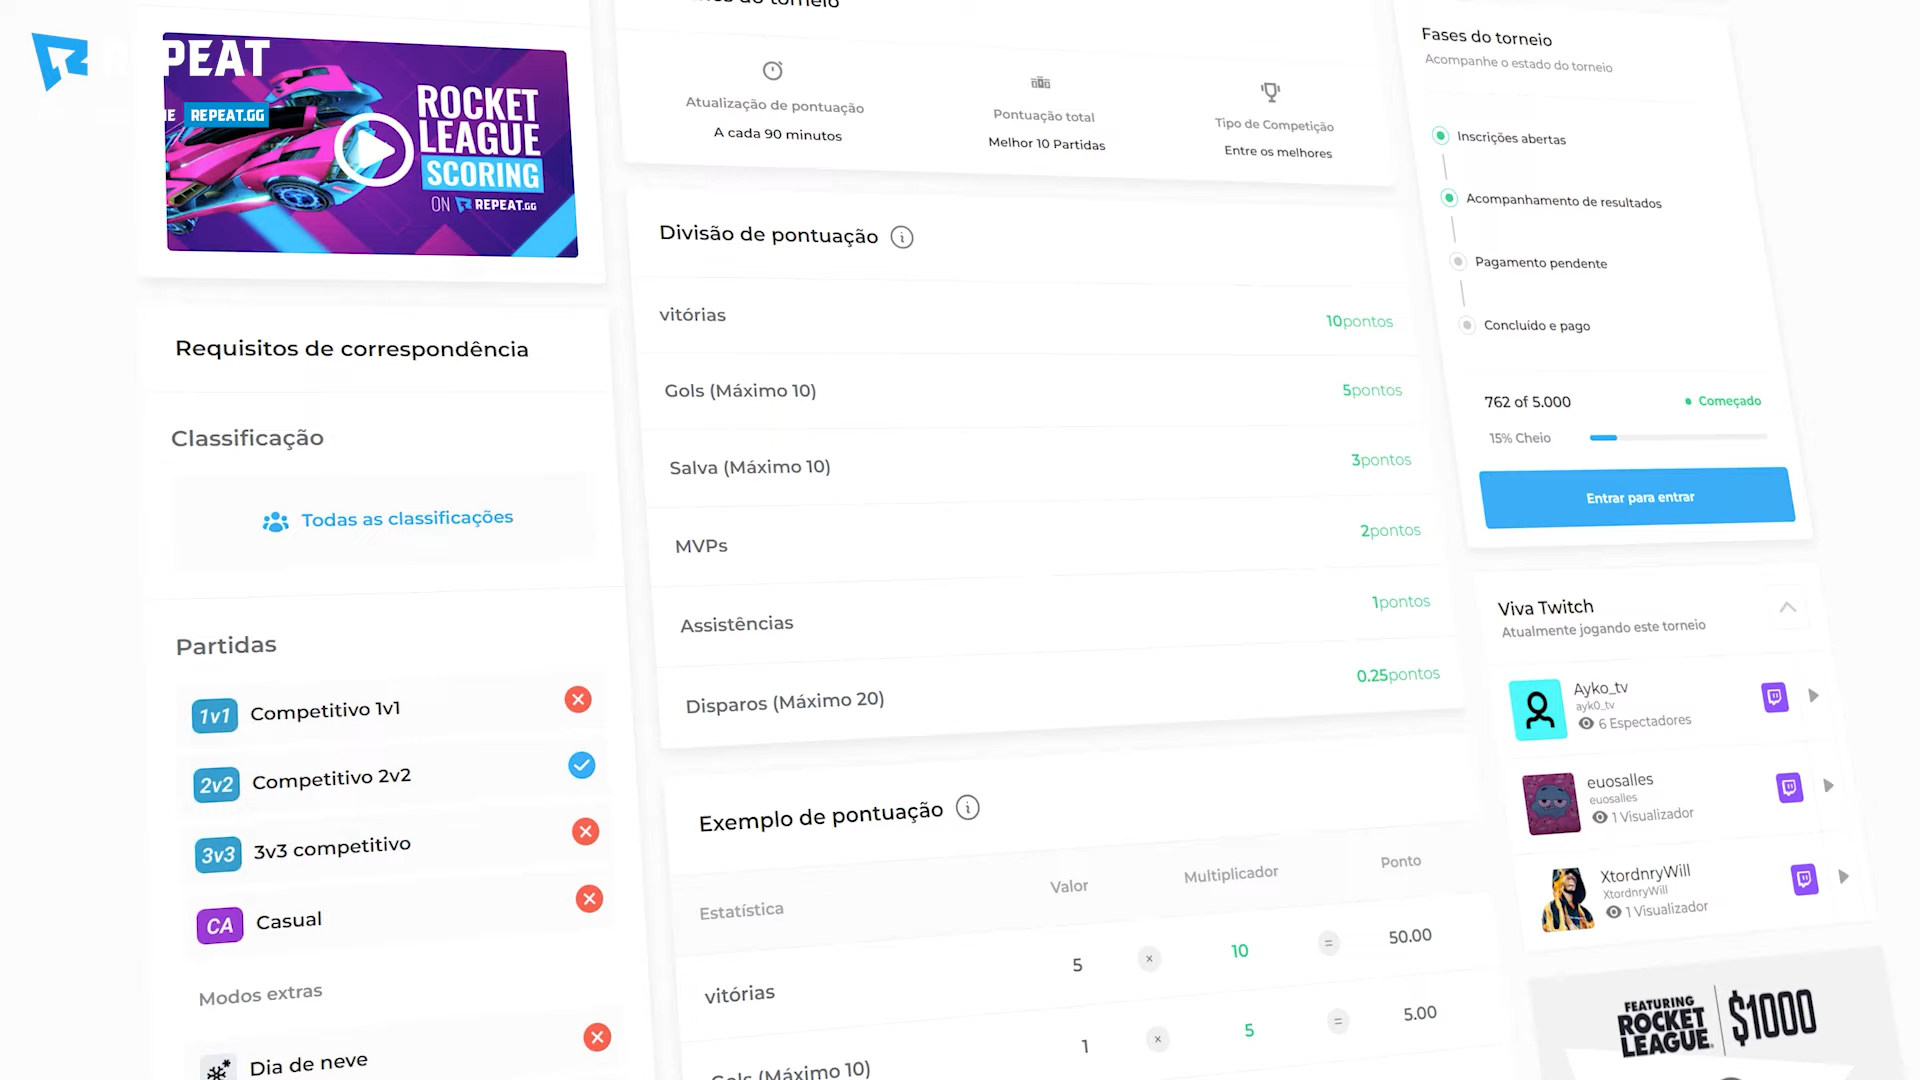 REPEAT
REPEAT.GG
ROCKET
LEAGUE
SCORING
ON REPEAT.GG
Requisitos de correspondência
Classificação
Todas as classificações
Partidas
1v1 Competitivo 1v1
2v2 Competitivo 2v2
3v3 3v3 competitivo
CA Casual
Modos extras
Dia de neve
do torneio
Atualização de pontuação
A cada 90 minutos
Pontuação total
Melhor 10 Partidas
Tipo de Competição
Entre os melhores
Divisão de pontuação
vitórias 10pontos
Gols (Máximo 10) 5pontos
Salva (Máximo 10) 3pontos
MVPs 2pontos
Assistências 1pontos
Disparos (Máximo 20) 0.25pontos
Exemplo de pontuação
Estatística Valor Multiplicador Ponto
vitórias 5 × 10 = 50.00
Gols (Máximo 10) 1 × 5 = 5.00
Fases do torneio
Acompanhe o estado do torneio
Inscrições abertas
Acompanhamento de resultados
Pagamento pendente
Concluído e pago
762 of 5.000 Começado
15% Cheio
Entrar para entrar
Viva Twitch
Atualmente jogando este torneio
Ayko_tv
ayk0_tv
6 Espectadores
euosalles
euosalles
1 Visualizador
XtordnryWill
XtordnryWill
1 Visualizador
FEATURING
ROCKET
LEAGUE
$1000